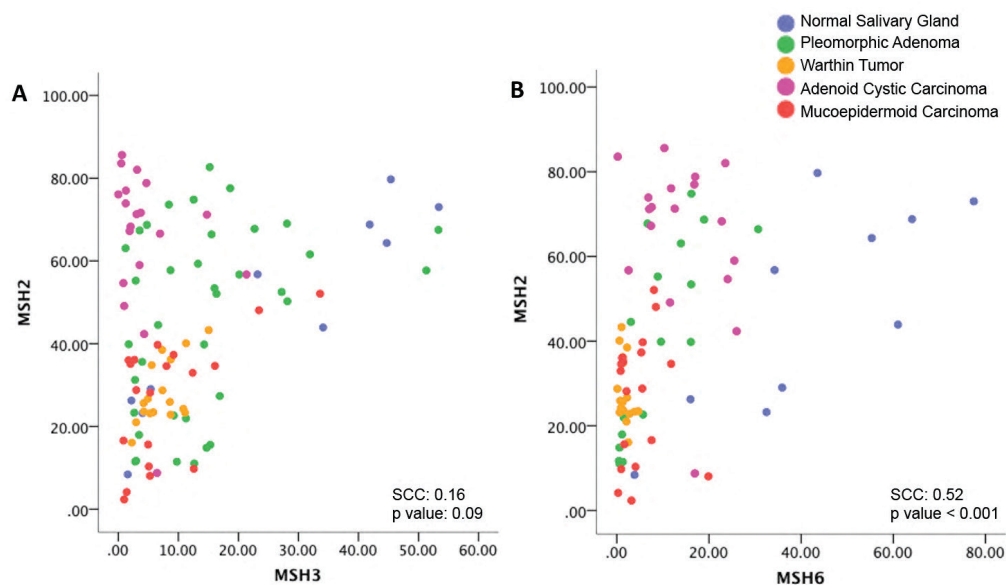 Normal Salivary Gland
Pleomorphic Adenoma
Warthin Tumor
Adenoid Cystic Carcinoma
Mucoepidermoid Carcinoma
A
MSH2
100.00
80.00
60.00
40.00
20.00
.00
SCC: 0.16
p value: 0.09
.00 10.00 20.00 30.00 40.00 50.00 60.00
MSH3
B
MSH2
100.00
80.00
60.00
40.00
20.00
.00
SCC: 0.52
p value < 0.001
.00 20.00 40.00 60.00 80.00
MSH6